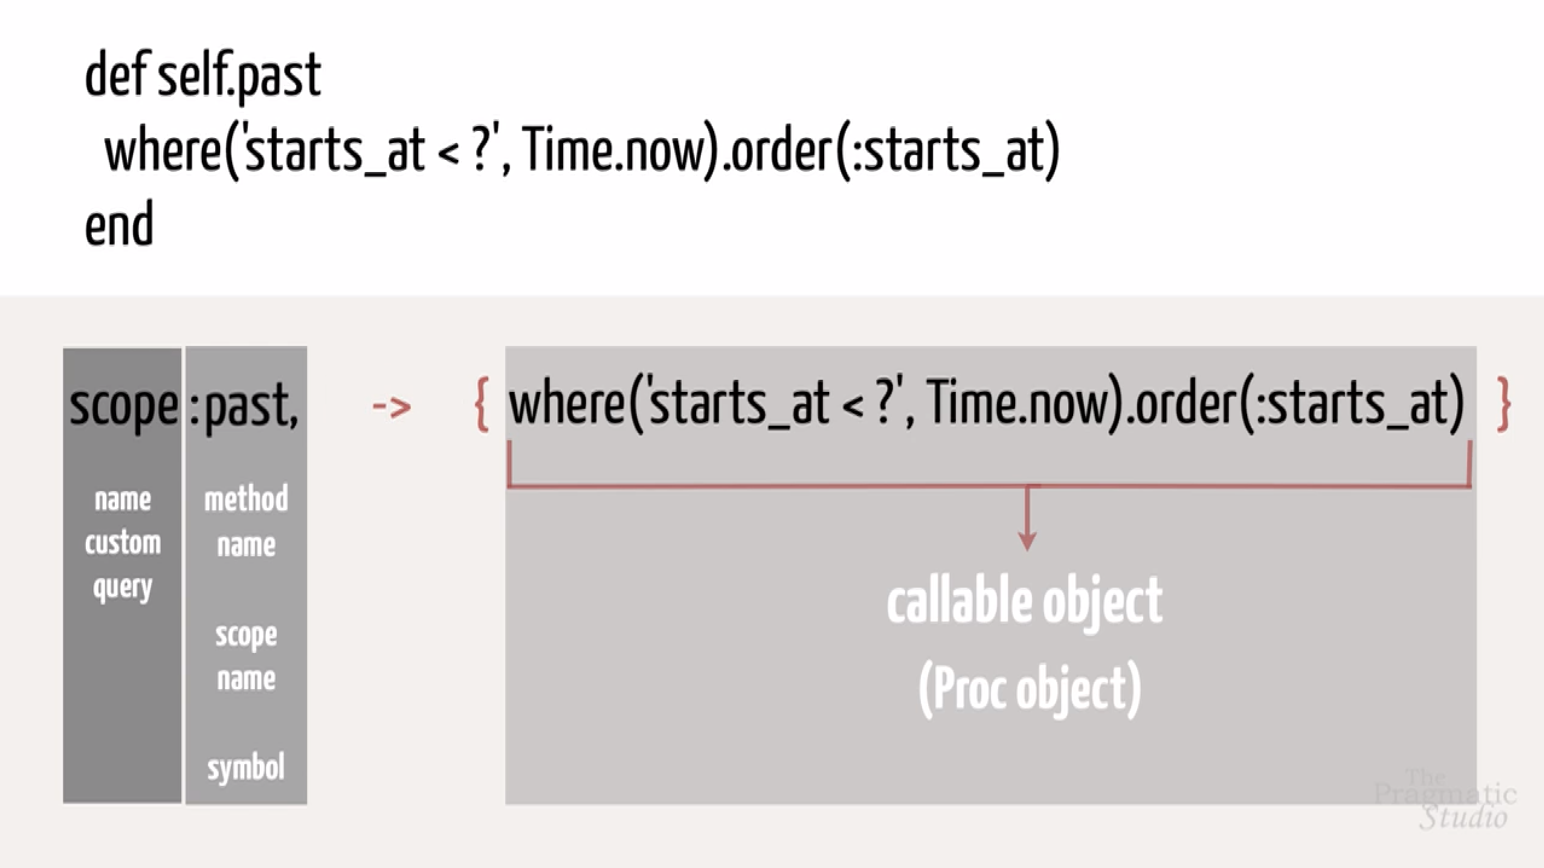 def self.past
where('starts_at < ?', Time.now).order(:starts_at)
end
scope :past, -> { where('starts_at < ?', Time.now).order(:starts_at) }
name
custom
query
method
name
scope
name
symbol
callable object
(Proc object)
The
Pragmatic
Studio